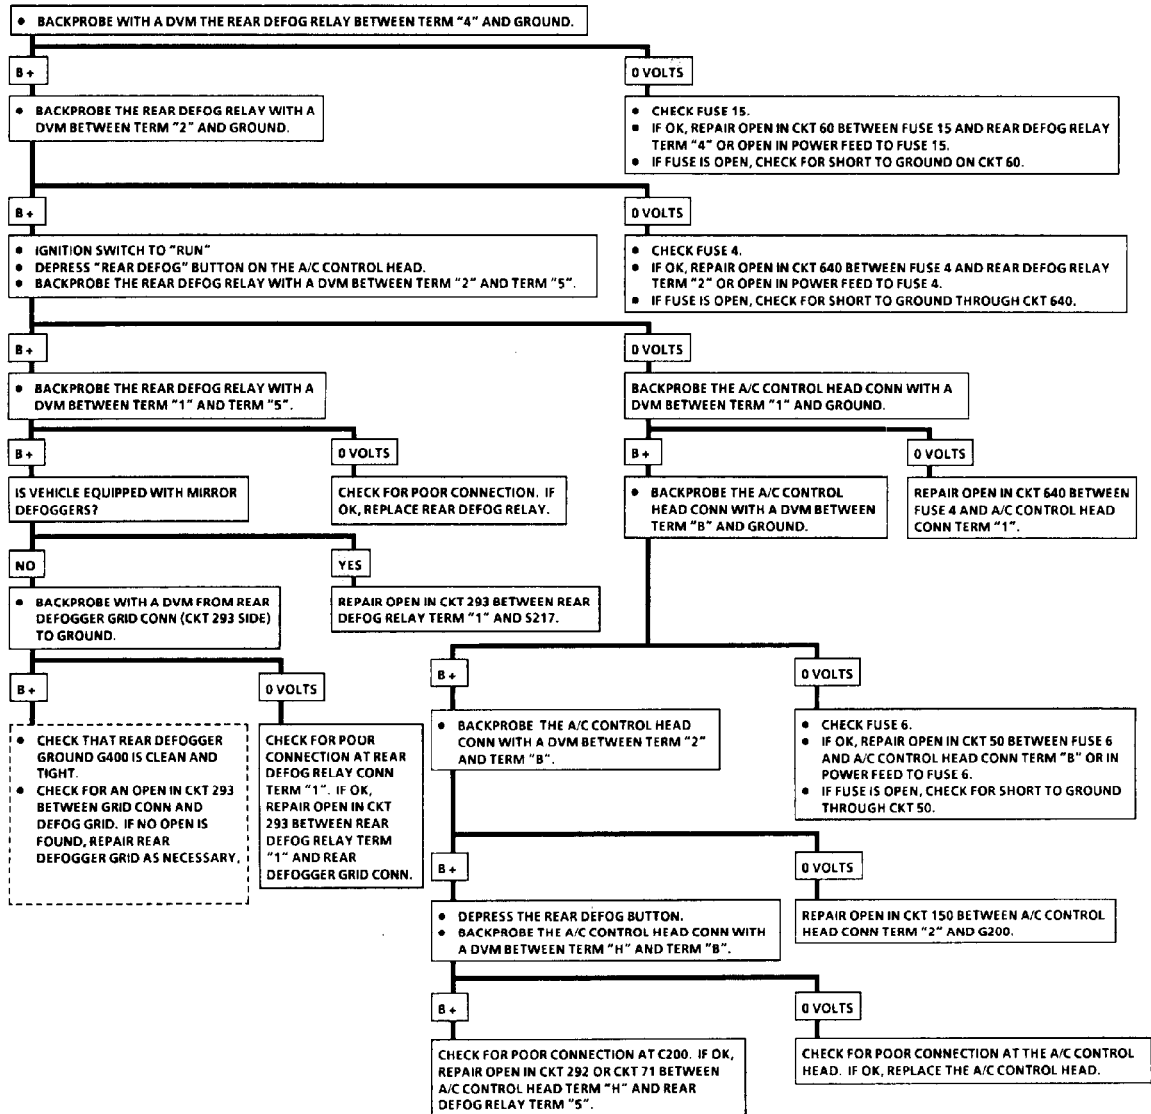 • BACKPROBE WITH A DVM THE REAR DEFOG RELAY BETWEEN TERM "4" AND GROUND.
B+
0 VOLTS
• BACKPROBE THE REAR DEFOG RELAY WITH A
DVM BETWEEN TERM "2" AND GROUND.
• CHECK FUSE 15.
• IF OK, REPAIR OPEN IN CKT 60 BETWEEN FUSE 15 AND REAR DEFOG RELAY
TERM "4" OR OPEN IN POWER FEED TO FUSE 15.
• IF FUSE IS OPEN, CHECK FOR SHORT TO GROUND ON CKT 60.
B+
0 VOLTS
• IGNITION SWITCH TO "RUN"
• DEPRESS "REAR DEFOG" BUTTON ON THE A/C CONTROL HEAD.
• BACKPROBE THE REAR DEFOG RELAY WITH A DVM BETWEEN TERM "2" AND TERM "5".
• CHECK FUSE 4.
• IF OK, REPAIR OPEN IN CKT 640 BETWEEN FUSE 4 AND REAR DEFOG RELAY
TERM "2" OR OPEN IN POWER FEED TO FUSE 4.
• IF FUSE IS OPEN, CHECK FOR SHORT TO GROUND THROUGH CKT 640.
B+
0 VOLTS
• BACKPROBE THE REAR DEFOG RELAY WITH A
DVM BETWEEN TERM "1" AND TERM "5".
BACKPROBE THE A/C CONTROL HEAD CONN WITH A
DVM BETWEEN TERM "1" AND GROUND.
B+
0 VOLTS
B+
0 VOLTS
IS VEHICLE EQUIPPED WITH MIRROR
DEFOGGERS?
CHECK FOR POOR CONNECTION. IF
OK, REPLACE REAR DEFOG RELAY.
• BACKPROBE THE A/C CONTROL
HEAD CONN WITH A DVM BETWEEN
TERM "B" AND GROUND.
REPAIR OPEN IN CKT 640 BETWEEN
FUSE 4 AND A/C CONTROL HEAD
CONN TERM "1".
NO
YES
• BACKPROBE WITH A DVM FROM REAR
DEFOGGER GRID CONN (CKT 293 SIDE)
TO GROUND.
REPAIR OPEN IN CKT 293 BETWEEN REAR
DEFOG RELAY TERM "1" AND S217.
B+
0 VOLTS
B+
0 VOLTS
• CHECK THAT REAR DEFOGGER
GROUND G400 IS CLEAN AND
TIGHT.
• CHECK FOR AN OPEN IN CKT 293
BETWEEN GRID CONN AND
DEFOG GRID. IF NO OPEN IS
FOUND, REPAIR REAR
DEFOGGER GRID AS NECESSARY,
CHECK FOR POUR
CONNECTION AT REAR
DEFOG RELAY CONN
TERM "1". IF OK,
REPAIR OPEN IN CKT
293 BETWEEN REAR
DEFOG RELAY TERM
"1" AND REAR
DEFOGGER GRID CONN.
• BACKPROBE THE A/C CONTROL HEAD
CONN WITH A DVM BETWEEN TERM "2"
AND TERM "B".
• CHECK FUSE 6.
• IF OK, REPAIR OPEN IN CKT 50 BETWEEN FUSE 6
AND A/C CONTROL HEAD CONN TERM "B" OR IN
POWER FEED TO FUSE 6.
• IF FUSE IS OPEN, CHECK FOR SHORT TO GROUND
THROUGH CKT 50.
B+
0 VOLTS
• DEPRESS THE REAR DEFOG BUTTON.
• BACKPROBE THE A/C CONTROL HEAD CONN WITH
A DVM BETWEEN TERM "H" AND TERM "B".
REPAIR OPEN IN CKT 150 BETWEEN A/C CONTROL
HEAD CONN TERM "2" AND G200.
B+
0 VOLTS
CHECK FOR POOR CONNECTION AT C200. IF OK,
REPAIR OPEN IN CKT 292 OR CKT 71 BETWEEN
A/C CONTROL HEAD TERM "H" AND REAR
DEFOG RELAY TERM "5".
CHECK FOR POOR CONNECTION AT THE A/C CONTROL
HEAD. IF OK, REPLACE THE A/C CONTROL HEAD.